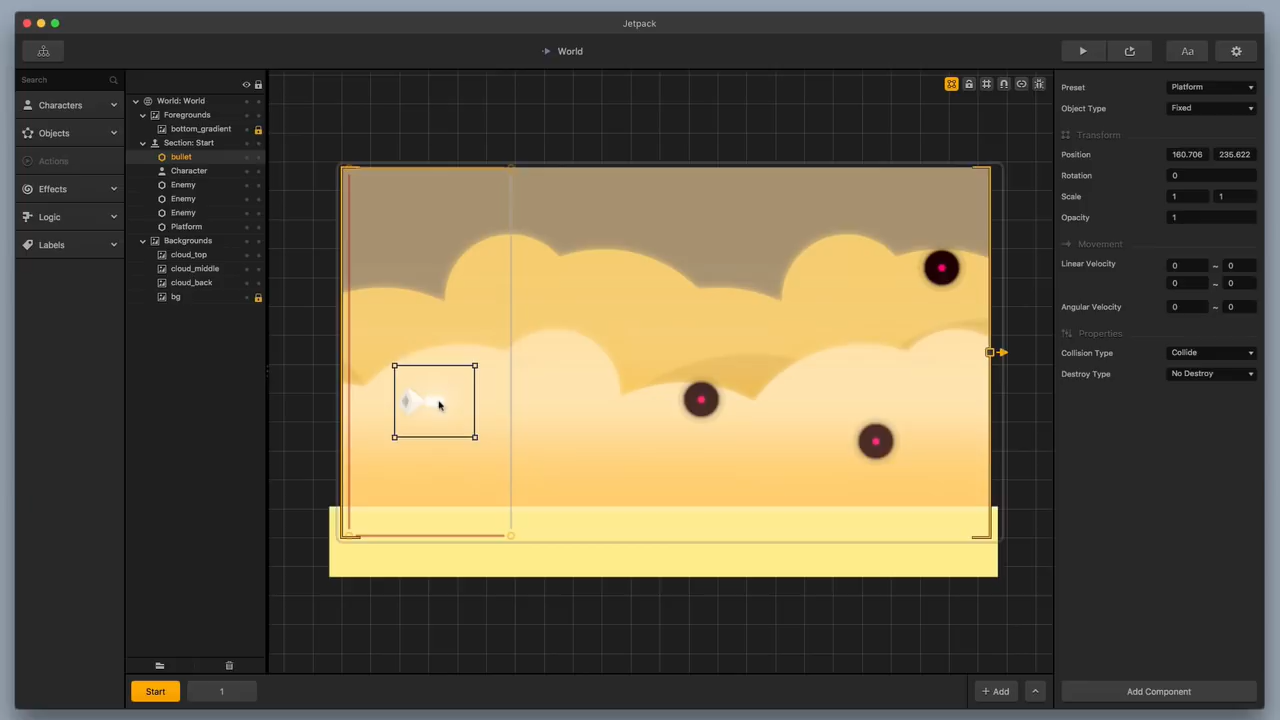 Jetpack
World
Aa
Search
Characters
Objects
Actions
Effects
Logic
Labels
World: World
Foregrounds
bottom_gradient
Section: Start
bullet
Character
Enemy
Enemy
Enemy
Platform
Backgrounds
cloud_top
cloud_middle
cloud_back
bg
Preset Platform
Object Type Fixed
Transform
Position 160.706 235.622
Rotation 0
Scale 1 1
Opacity 1
Movement
Linear Velocity 0 ~ 0
0 ~ 0
Angular Velocity 0 ~ 0
Properties
Collision Type Collide
Destroy Type No Destroy
Start 1 + Add Add Component